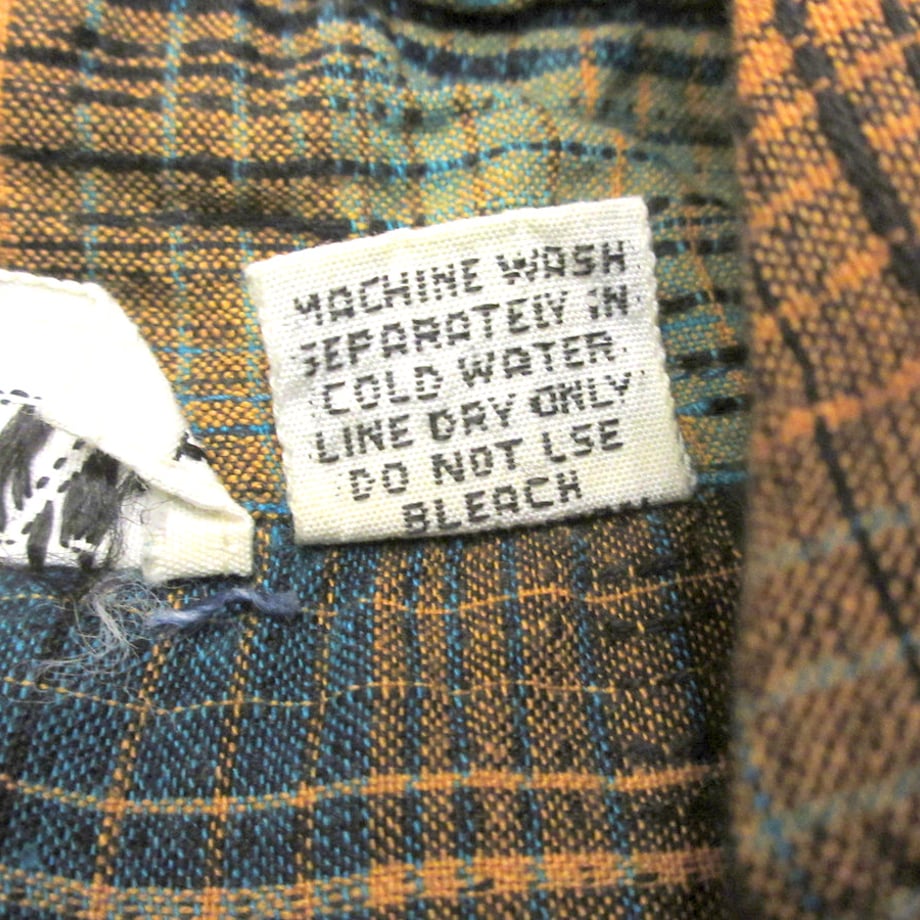 MACHINE WASH
SEPARATELY IN
COLD WATER
LINE DRY ONLY
DO NOT USE
BLEACH